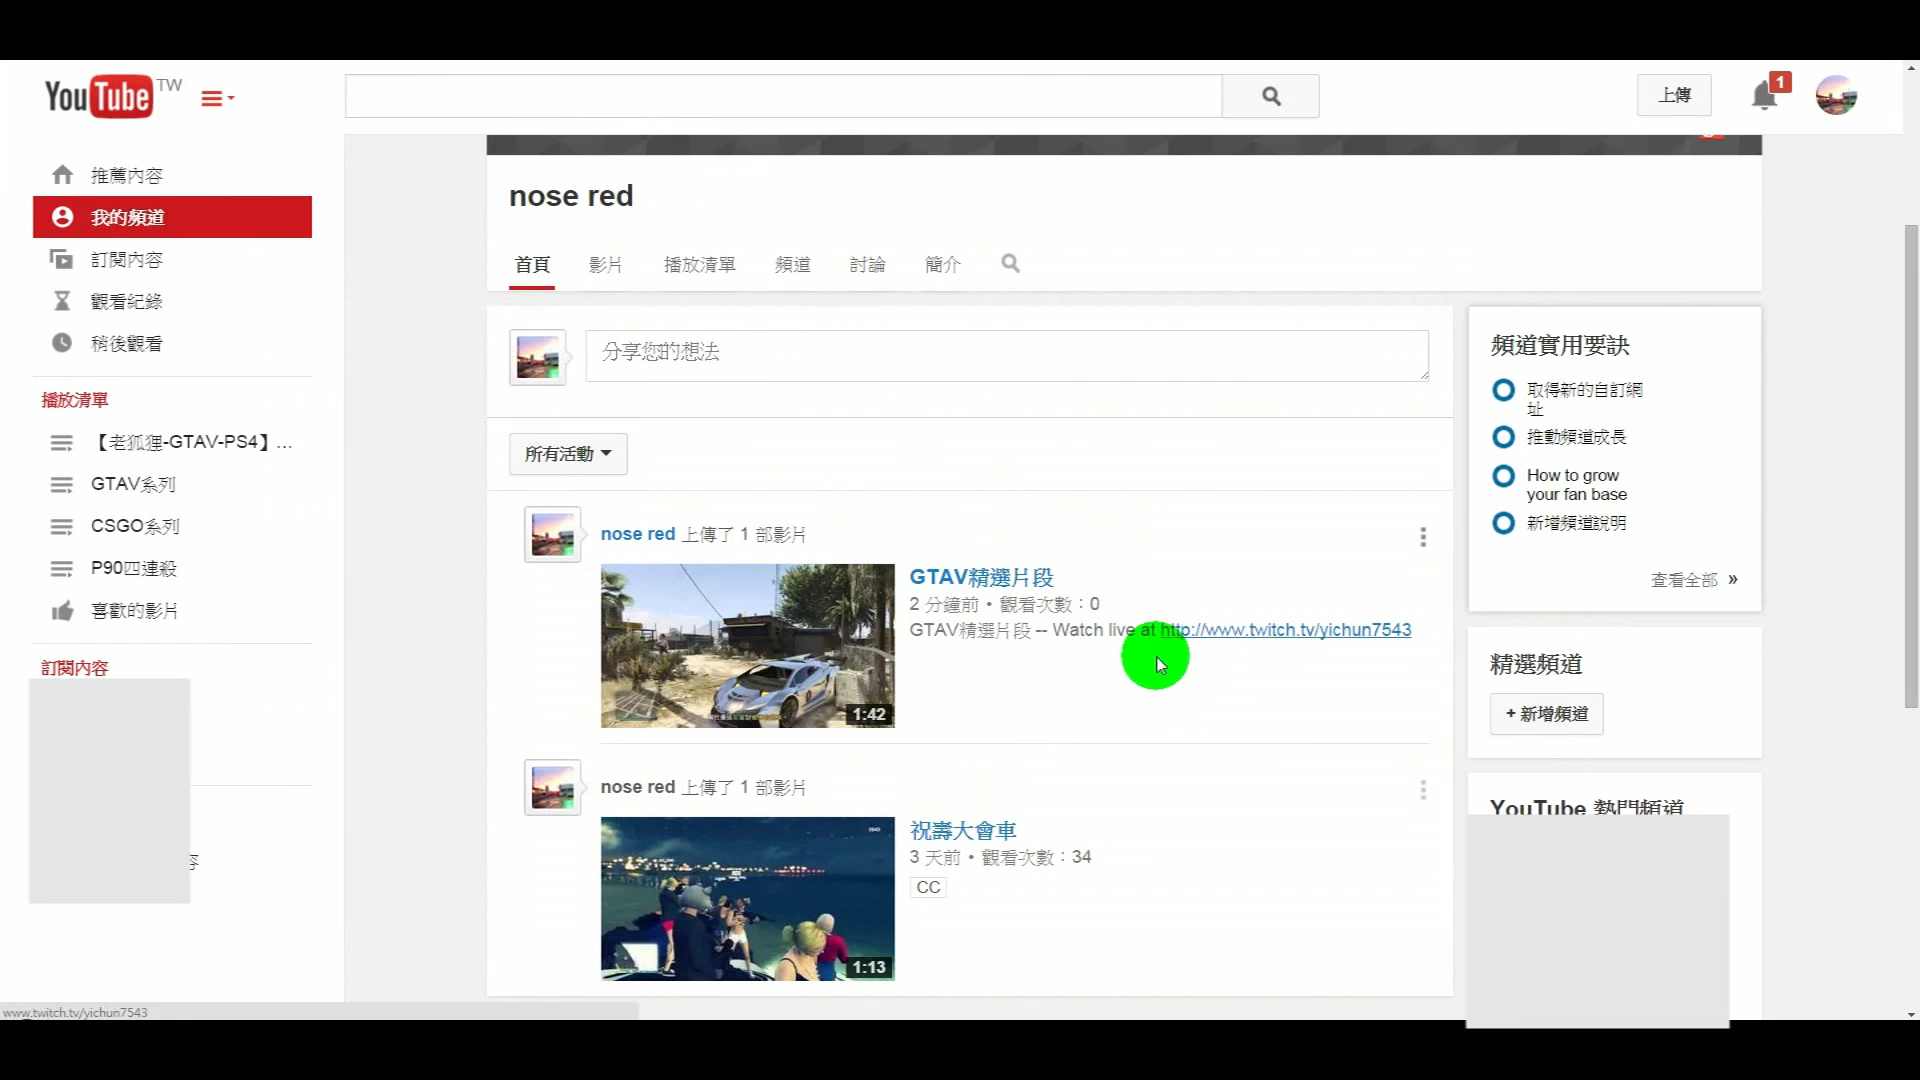 YouTube TW
上傳
1
推薦內容
我的頻道
訂閱內容
觀看紀錄
稍後觀看
播放清單
【老狐狸-GTAV-PS4】...
GTAV系列
CSGO系列
P90四連殺
喜歡的影片
訂閱內容
容
nose red
首頁 影片 播放清單 頻道 討論 簡介
分享您的想法
所有活動
nose red 上傳了 1 部影片
GTAV精選片段
2 分鐘前 • 觀看次數：0
GTAV精選片段 -- Watch live at http://www.twitch.tv/yichun7543
1:42
nose red 上傳了 1 部影片
祝壽大會車
3 天前 • 觀看次數：34
CC
1:13
頻道實用要訣
取得新的自訂網
址
推動頻道成長
How to grow
your fan base
新增頻道說明
查看全部 »
精選頻道
+ 新增頻道
YouTube 熱門頻道
www.twitch.tv/yichun7543